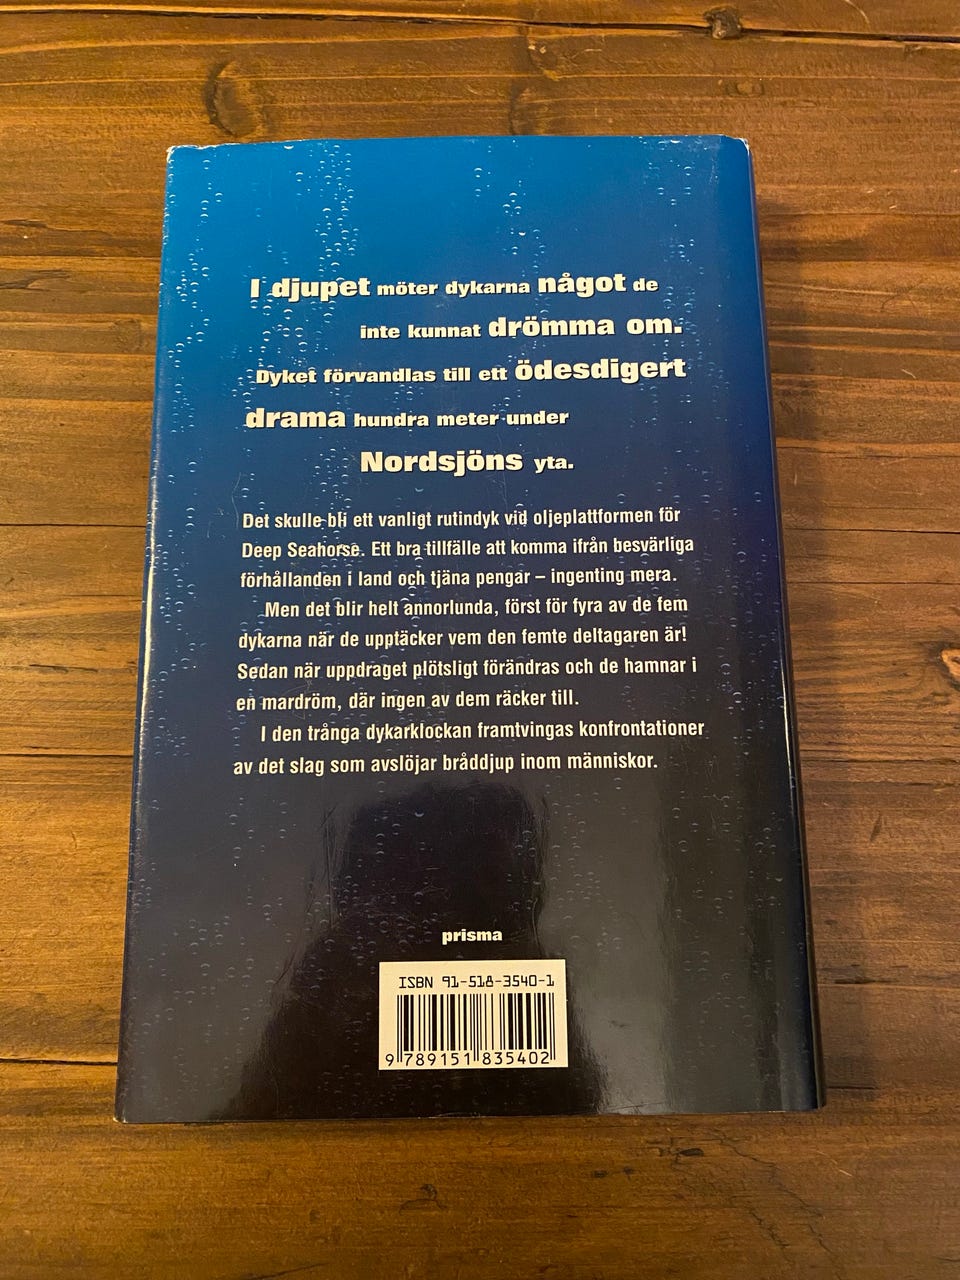 I djupet möter dykarna något de
inte kunnat drömma om.
Dyket förvandlas till ett ödesdigert
drama hundra meter under
Nordsjöns yta.
Det skulle bli ett vanligt rutindyk vid oljeplattformen för
Deep Seahorse. Ett bra tillfälle att komma ifrån besvärliga
förhållanden i land och tjäna pengar – ingenting mera.
Men det blir helt annorlunda, först för fyra av de fem
dykarna när de upptäcker vem den femte deltagaren är!
Sedan när uppdraget plötsligt förändras och de hamnar i
en mardröm, där ingen av dem räcker till.
I den trånga dykarklockan framtvingas konfrontationer
av det slag som avslöjar bråddjup inom människor.
prisma
ISBN 91-518-3540-1
9 789151 835402